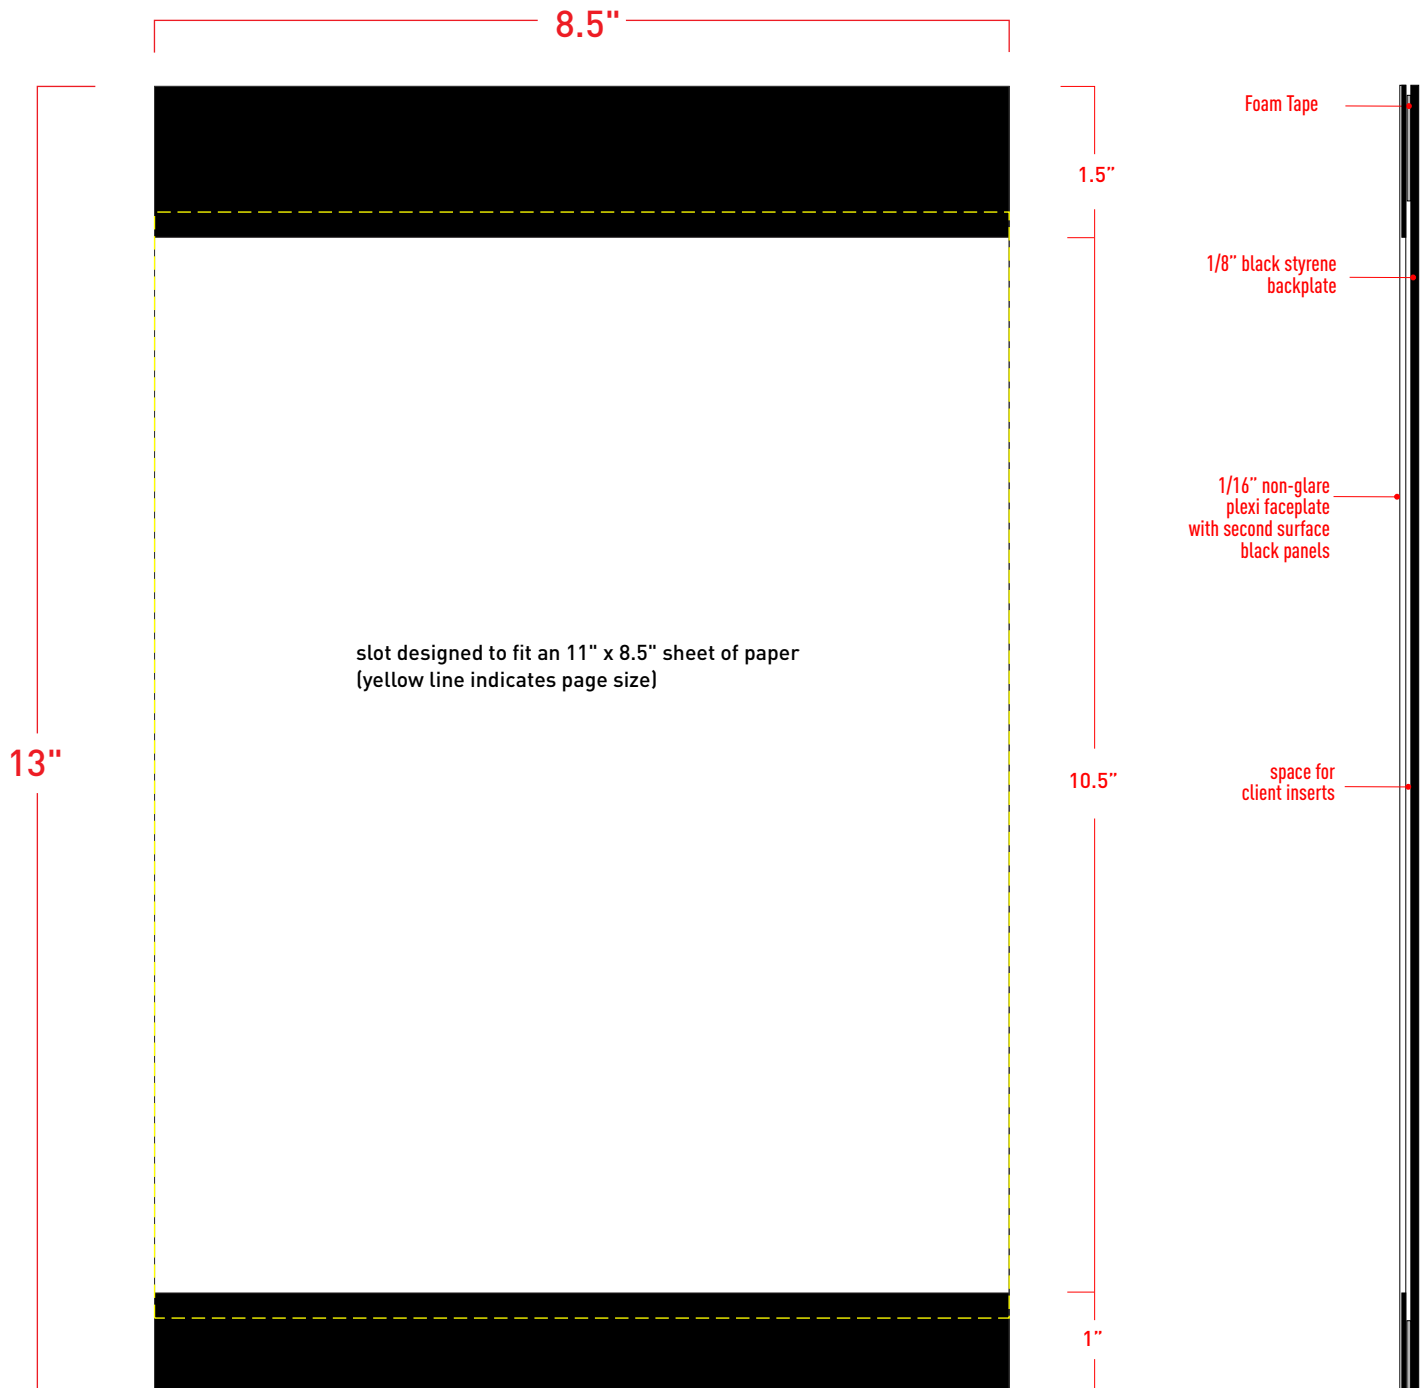 8.5"
Foam Tape
1.5”
1/8” black styrene
backplate
1/16” non-glare
plexi faceplate
with second surface
black panels
slot designed to fit an 11" x 8.5" sheet of paper
(yellow line indicates page size)
13"
10.5”
space for
client inserts
1”